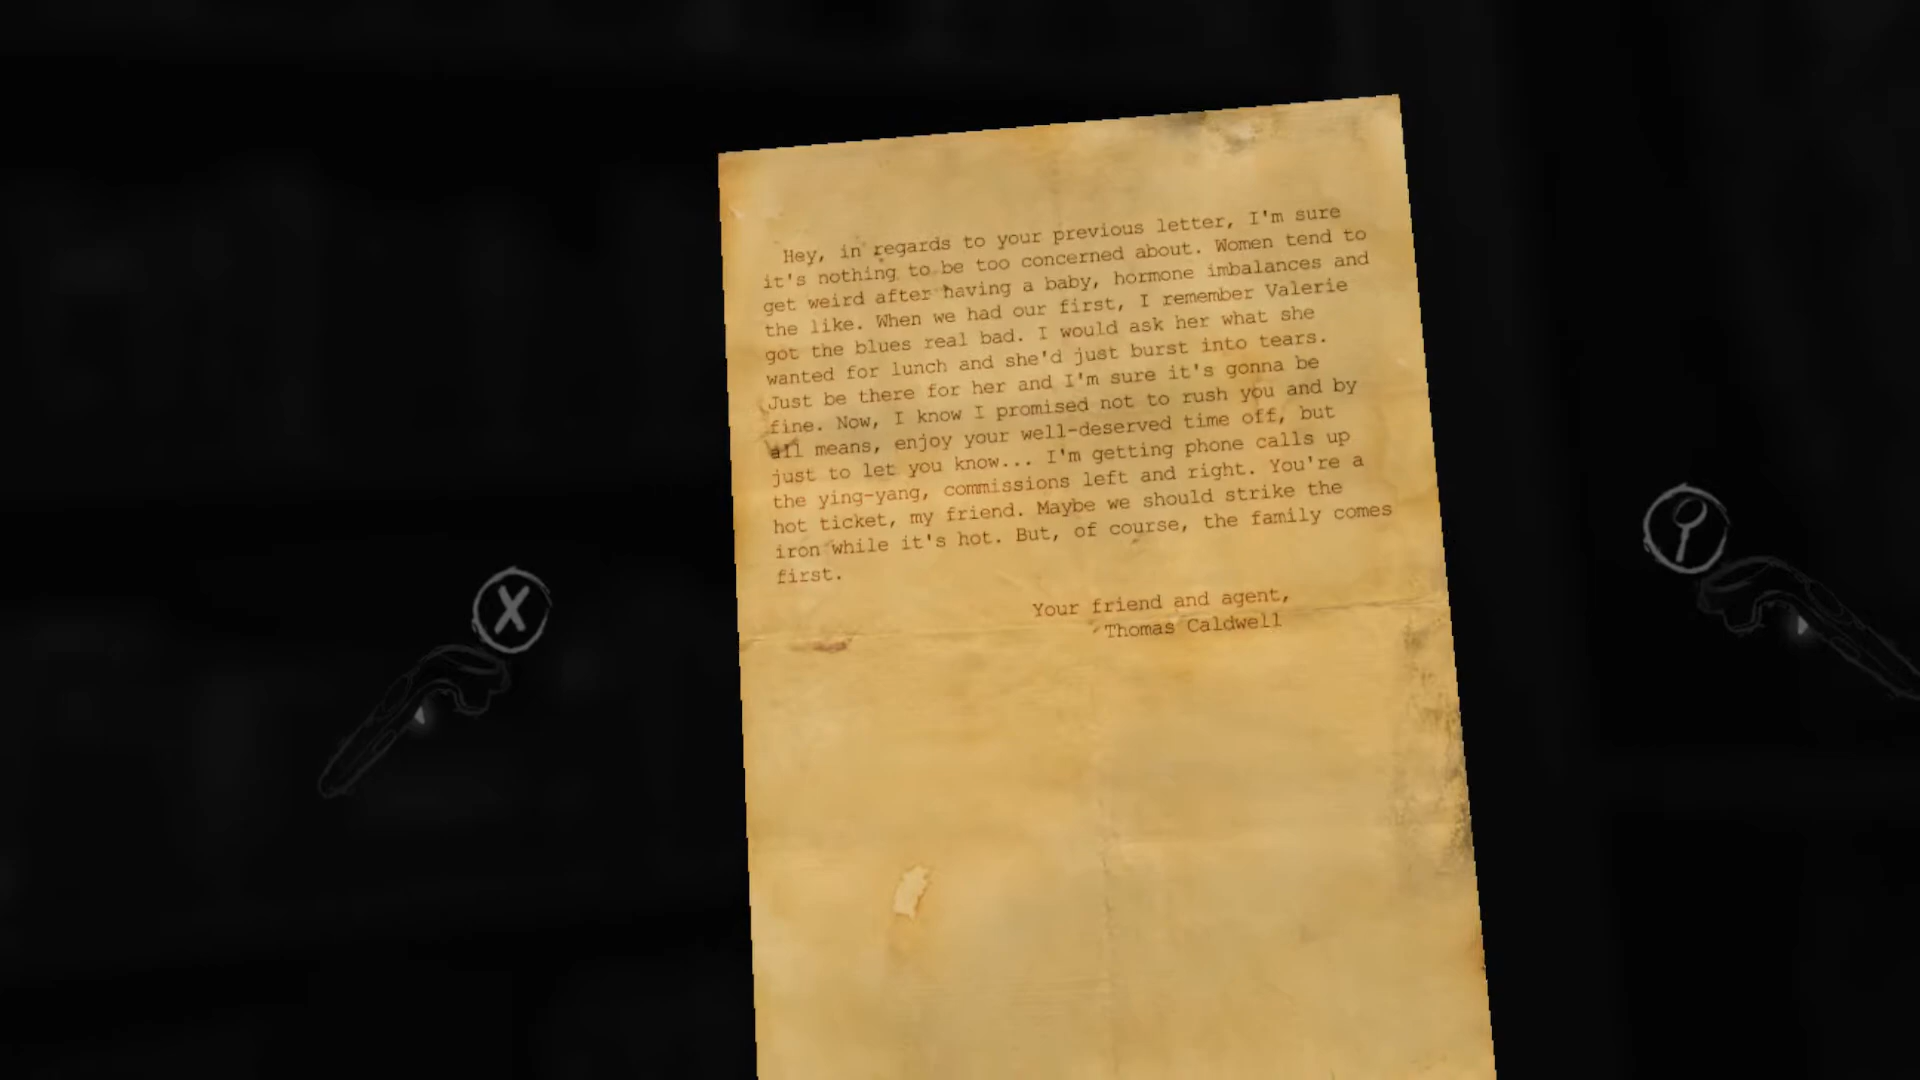 Hey, in regards to your previous letter, I'm sure
it's nothing to be too concerned about. Women tend to
get weird after having a baby, hormone imbalances and
the like. When we had our first, I remember Valerie
got the blues real bad. I would ask her what she
wanted for lunch and she'd just burst into tears.
Just be there for her and I'm sure it's gonna be
fine. Now, I know I promised not to rush you and by
all means, enjoy your well-deserved time off, but
just to let you know... I'm getting phone calls up
the ying-yang, commissions left and right. You're a
hot ticket, my friend. Maybe we should strike the
iron while it's hot. But, of course, the family comes
first.
Your friend and agent,
Thomas Caldwell
X